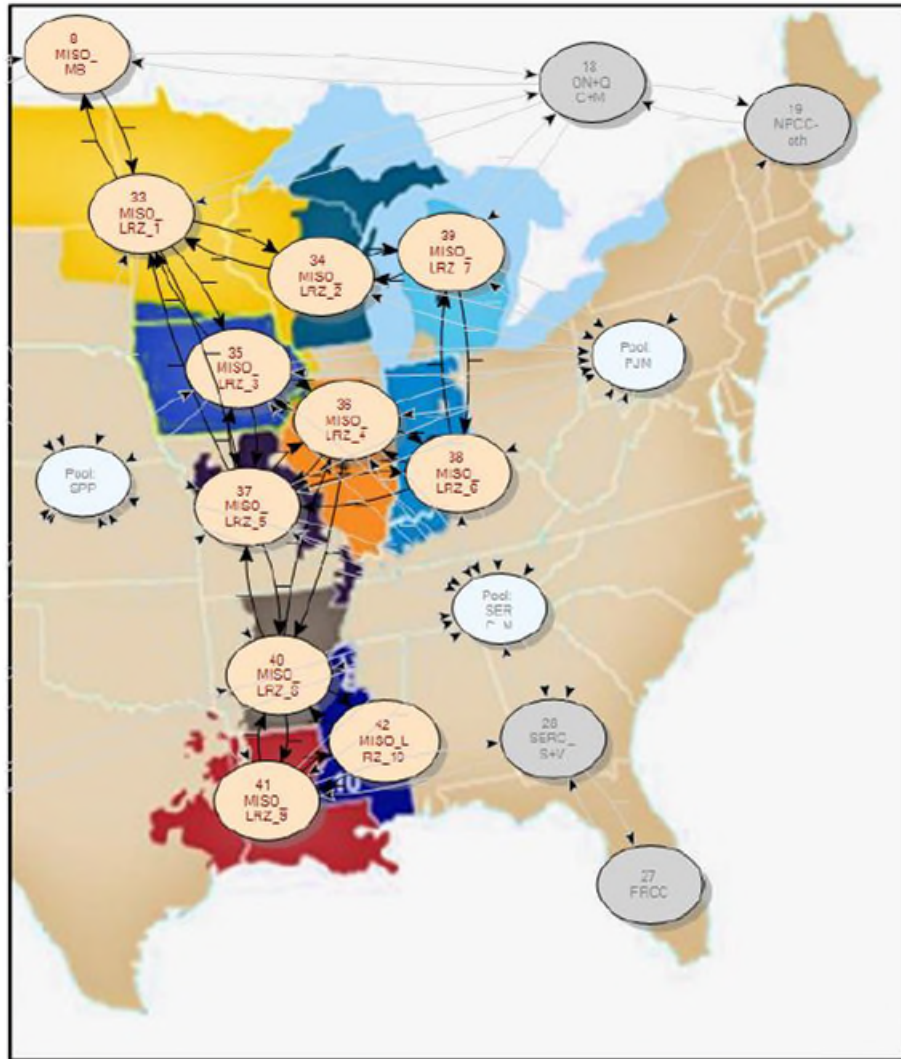 8
MISO_
MB
18
ON+Q
C+M
19
NPCC-
oth
33
MISO_
LRZ_1
39
MISO_
LRZ_7
34
MISO_
LRZ_2
35
MISO_
LRZ_3
Pool:
PJM
36
MISO_
LRZ_4
38
MISO_
LRZ_6
Pool:
SPP
37
MISO_
LRZ_5
Pool:
SER
40
MISO_
LRZ_8
42
MISO_L
RZ_10
SERC_
S+V
41
MISO_
LRZ_9
10
27
FRCC